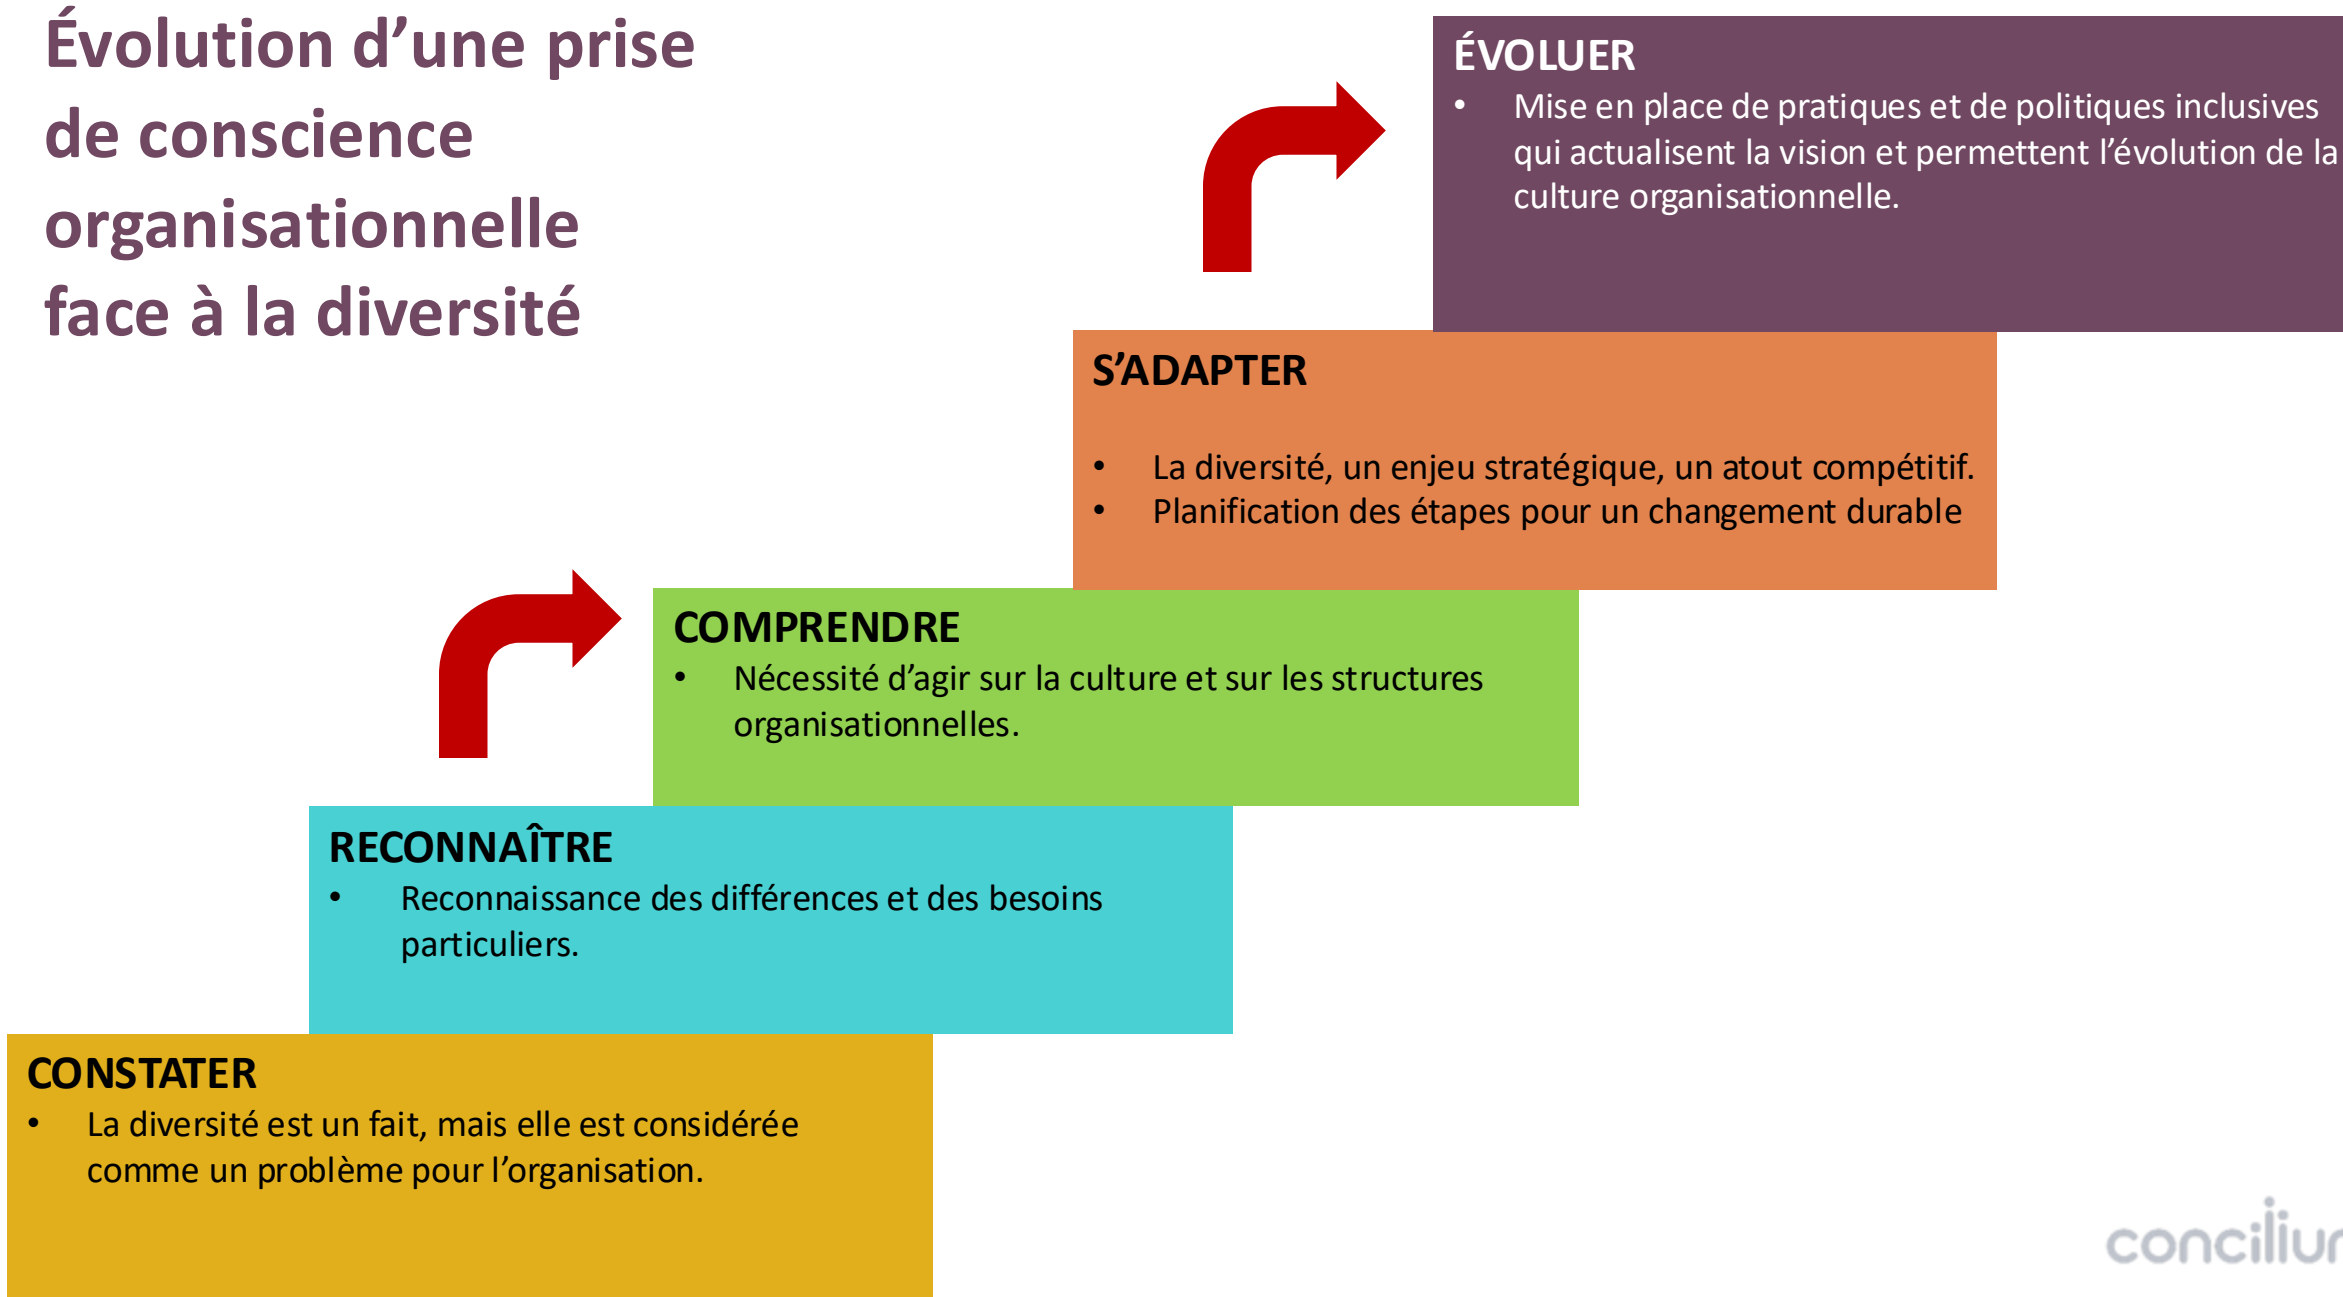 Évolution d’une prise
de conscience
organisationnelle
face à la diversité
ÉVOLUER
• Mise en place de pratiques et de politiques inclusives
qui actualisent la vision et permettent l’évolution de la
culture organisationnelle.
S’ADAPTER
• La diversité, un enjeu stratégique, un atout compétitif.
• Planification des étapes pour un changement durable
COMPRENDRE
• Nécessité d’agir sur la culture et sur les structures
organisationnelles.
RECONNAÎTRE
• Reconnaissance des différences et des besoins
particuliers.
CONSTATER
• La diversité est un fait, mais elle est considérée
comme un problème pour l’organisation.